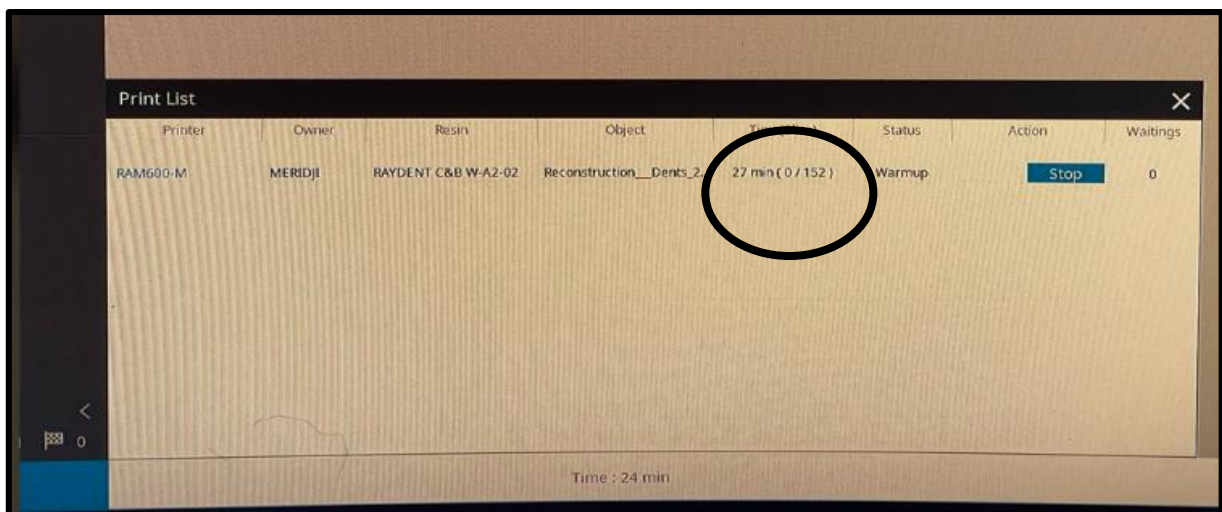 Print List
Printer Owner Resin Object Status Action Waitings
RAM600-M MERIDJI RAYDENT C&B W-A2-02 Reconstruction__Dents_2. 27 min ( 0 / 152 ) Warmup Stop 0
0
Time : 24 min